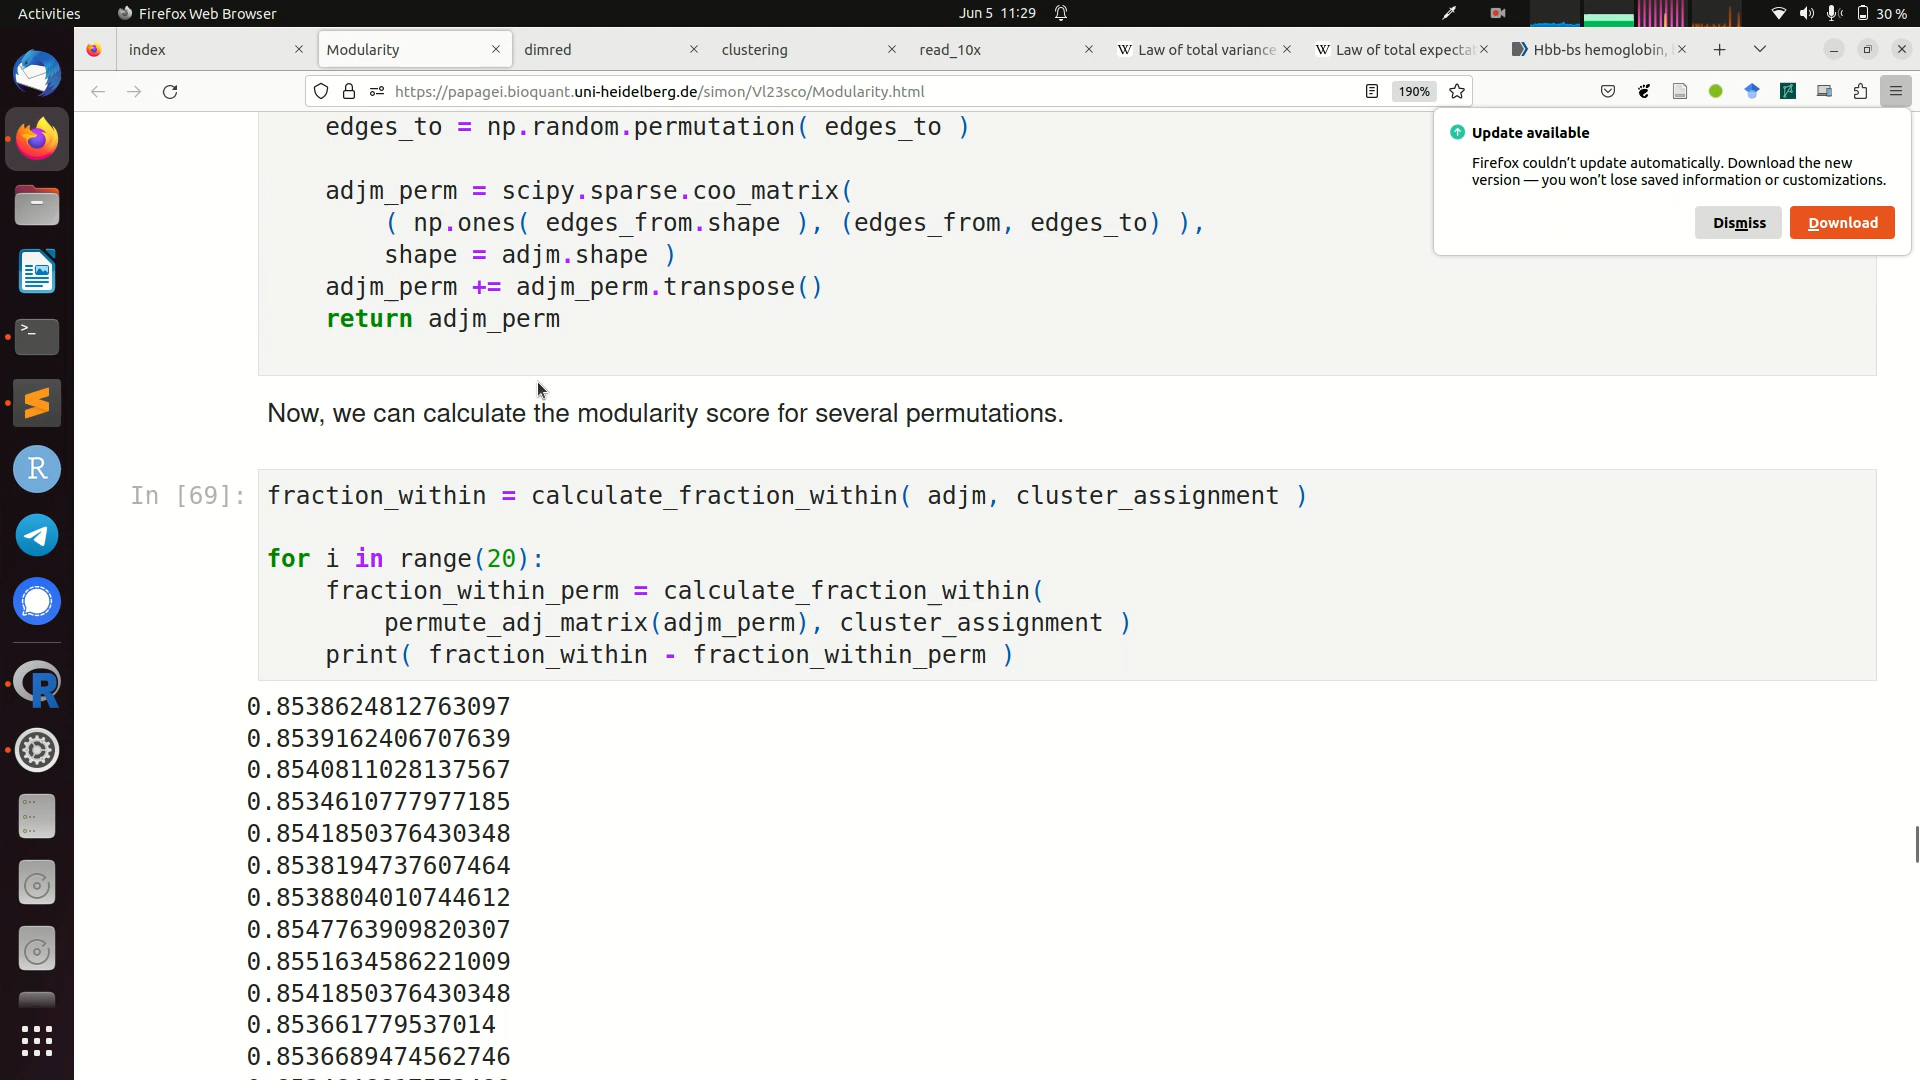 Activities
Firefox Web Browser
Jun 5 11:29
30 %
index
Modularity
dimred
clustering
read_10x
Law of total variance
Law of total expecta
Hbb-bs hemoglobin,
https://papagei.bioquant.uni-heidelberg.de/simon/Vl23sco/Modularity.html
190%
Update available
Firefox couldn't update automatically. Download the new
version — you won't lose saved information or customizations.
Dismiss
Download
edges_to = np.random.permutation( edges_to )
adjm_perm = scipy.sparse.coo_matrix(
( np.ones( edges_from.shape ), (edges_from, edges_to) ),
shape = adjm.shape )
adjm_perm += adjm_perm.transpose()
return adjm_perm
Now, we can calculate the modularity score for several permutations.
In [69]:
fraction_within = calculate_fraction_within( adjm, cluster_assignment )
for i in range(20):
fraction_within_perm = calculate_fraction_within(
permute_adj_matrix(adjm_perm), cluster_assignment )
print( fraction_within - fraction_within_perm )
0.8538624812763097
0.8539162406707639
0.8540811028137567
0.8534610777977185
0.8541850376430348
0.8538194737607464
0.8538804010744612
0.8547763909820307
0.8551634586221009
0.8541850376430348
0.853661779537014
0.8536689474562746